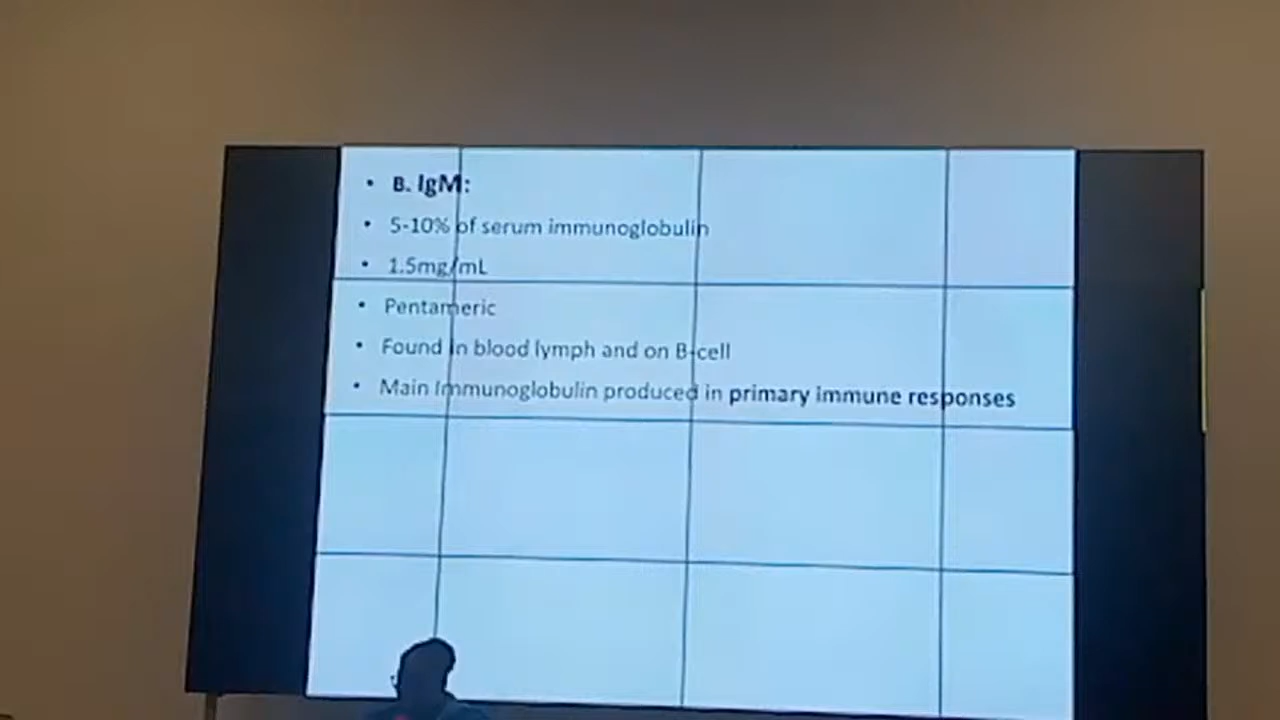 • B. IgM:
• 5-10% of serum immunoglobulin
• 1.5mg/mL
• Pentameric
• Found in blood lymph and on B-cell
• Main Immunoglobulin produced in primary immune responses